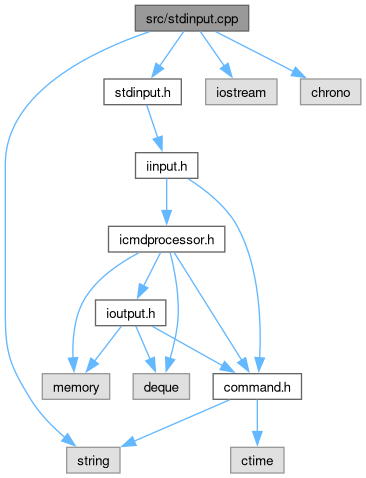 src/stdinput.cpp
stdinput.h
iostream
chrono
iinput.h
icmdprocessor.h
ioutput.h
memory
deque
command.h
string
ctime